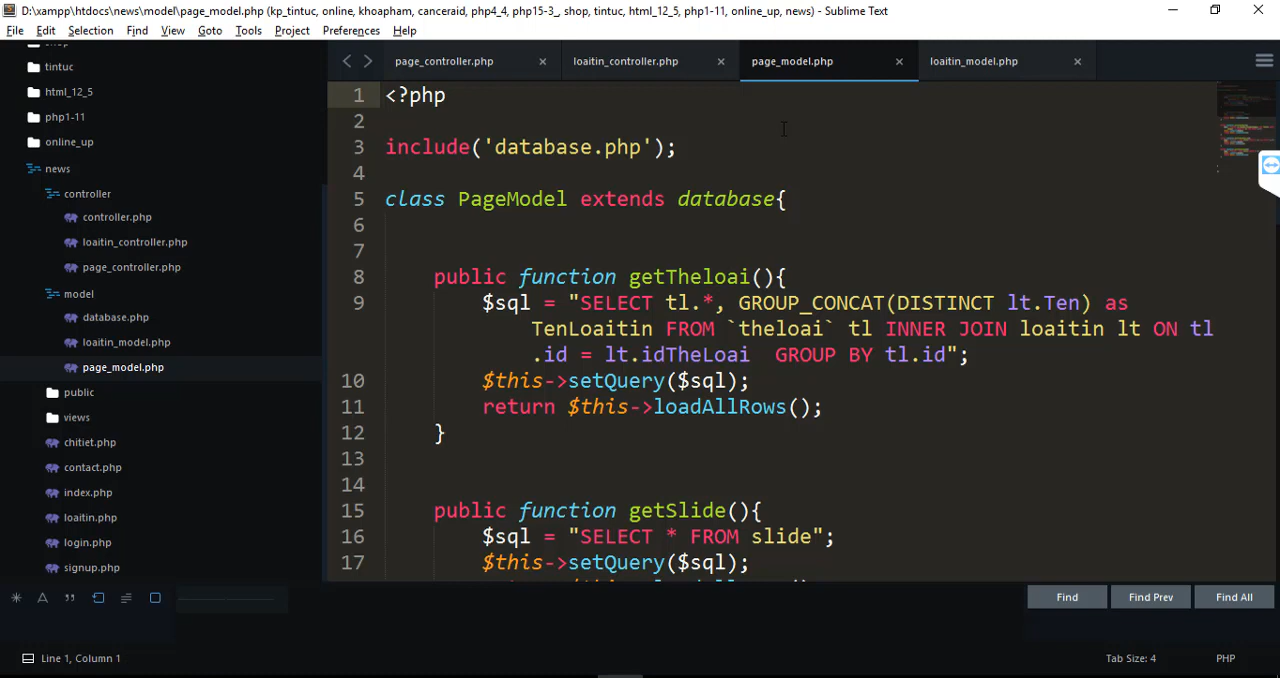 D:\xampp\htdocs\news\model\page_model.php (kp_tintuc, online, khoapham, canceraid, php4_4, php15-3_, shop, tintuc, html_12_5, php1-11, online_up, news) - Sublime Text
File Edit Selection Find View Goto Tools Project Preferences Help
tintuc
html_12_5
php1-11
online_up
news
controller
controller.php
loaitin_controller.php
page_controller.php
model
database.php
loaitin_model.php
page_model.php
public
views
chitiet.php
contact.php
index.php
loaitin.php
login.php
signup.php
page_controller.php × loaitin_controller.php × page_model.php × loaitin_model.php ×
1 <?php
2
3 include('database.php');
4
5 class PageModel extends database{
6
7
8 public function getTheloai(){
9 $sql = "SELECT tl.*, GROUP_CONCAT(DISTINCT lt.Ten) as
TenLoaitin FROM `theloai` tl INNER JOIN loaitin lt ON tl
.id = lt.idTheLoai  GROUP BY tl.id";
10 $this->setQuery($sql);
11 return $this->loadAllRows();
12 }
13
14
15 public function getSlide(){
16 $sql = "SELECT * FROM slide";
17 $this->setQuery($sql);
Find Find Prev Find All
Line 1, Column 1 Tab Size: 4 PHP